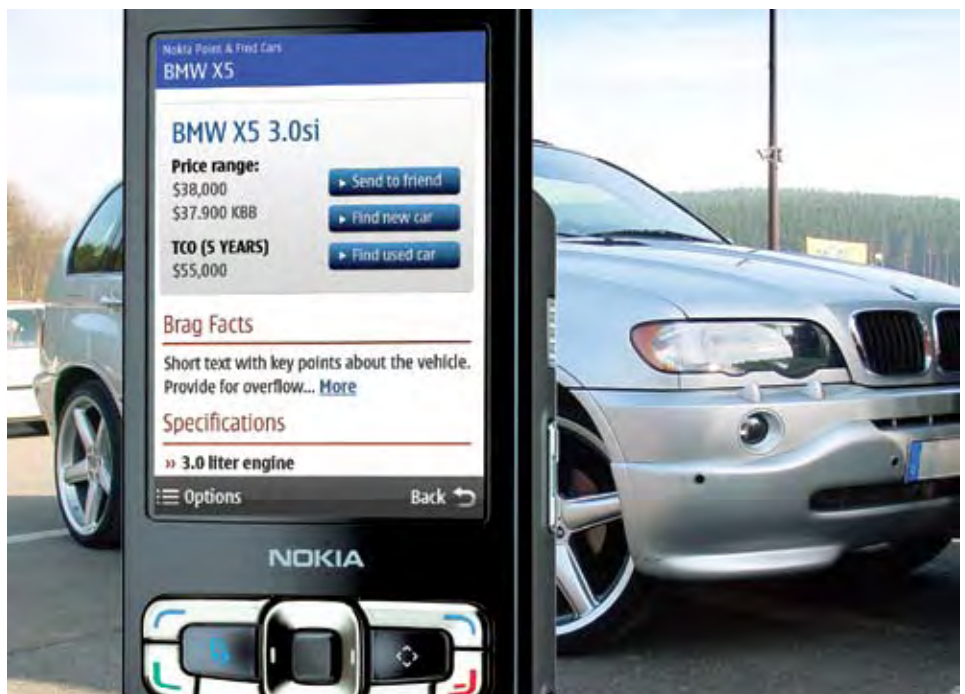 Nokia Point & Find Cars
BMW X5
BMW X5 3.0si
Price range:
$38,000
$37.900 KBB
TCO (5 YEARS)
$55,000
Send to friend
Find new car
Find used car
Brag Facts
Short text with key points about the vehicle.
Provide for overflow... More
Specifications
» 3.0 liter engine
Options
Back
NOKIA